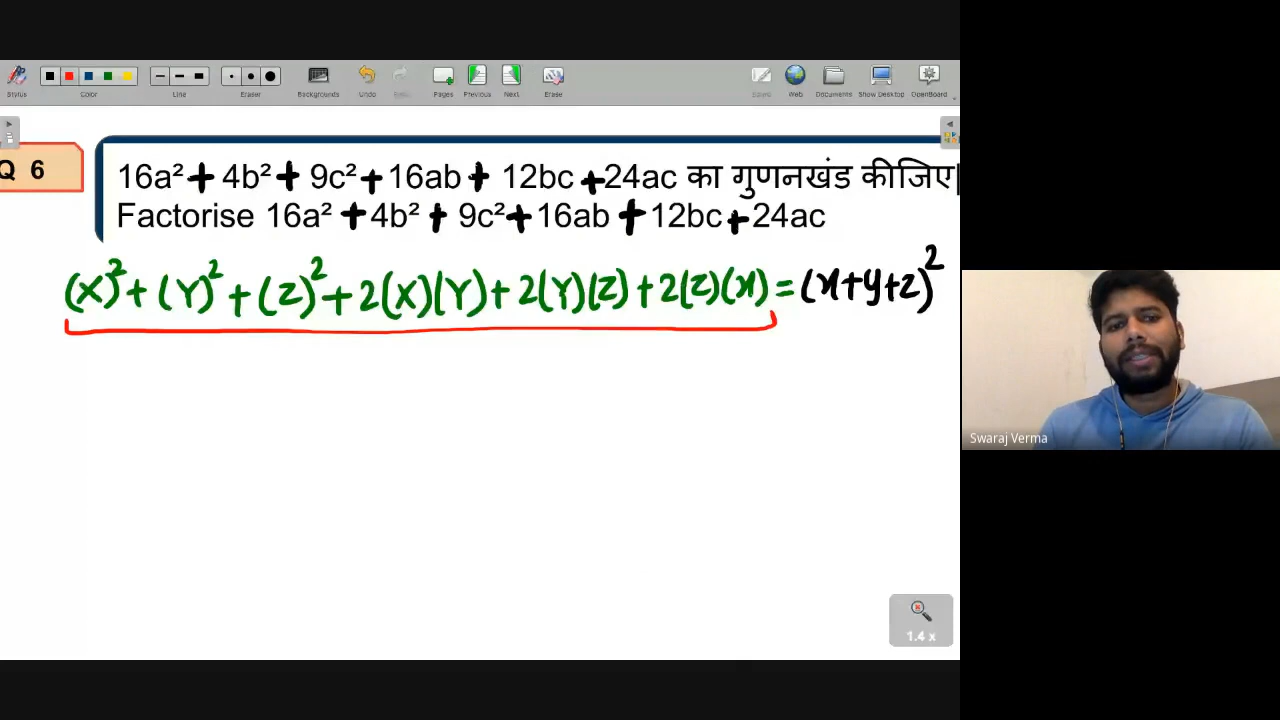 Stylus
Color
Line
Eraser
Backgrounds
Undo
Pages
Previous
Next
Erase
Web
Documents
Show Desktop
OpenBoard
Q 6
16a² + 4b² + 9c² + 16ab + 12bc + 24ac का गुणनखंड कीजिए|
Factorise 16a² + 4b² + 9c² + 16ab + 12bc + 24ac
(X)² + (Y)² + (Z)² + 2(X)(Y) + 2(Y)(Z) + 2(Z)(x) = (x+y+z)²
Swaraj Verma
1.4 x